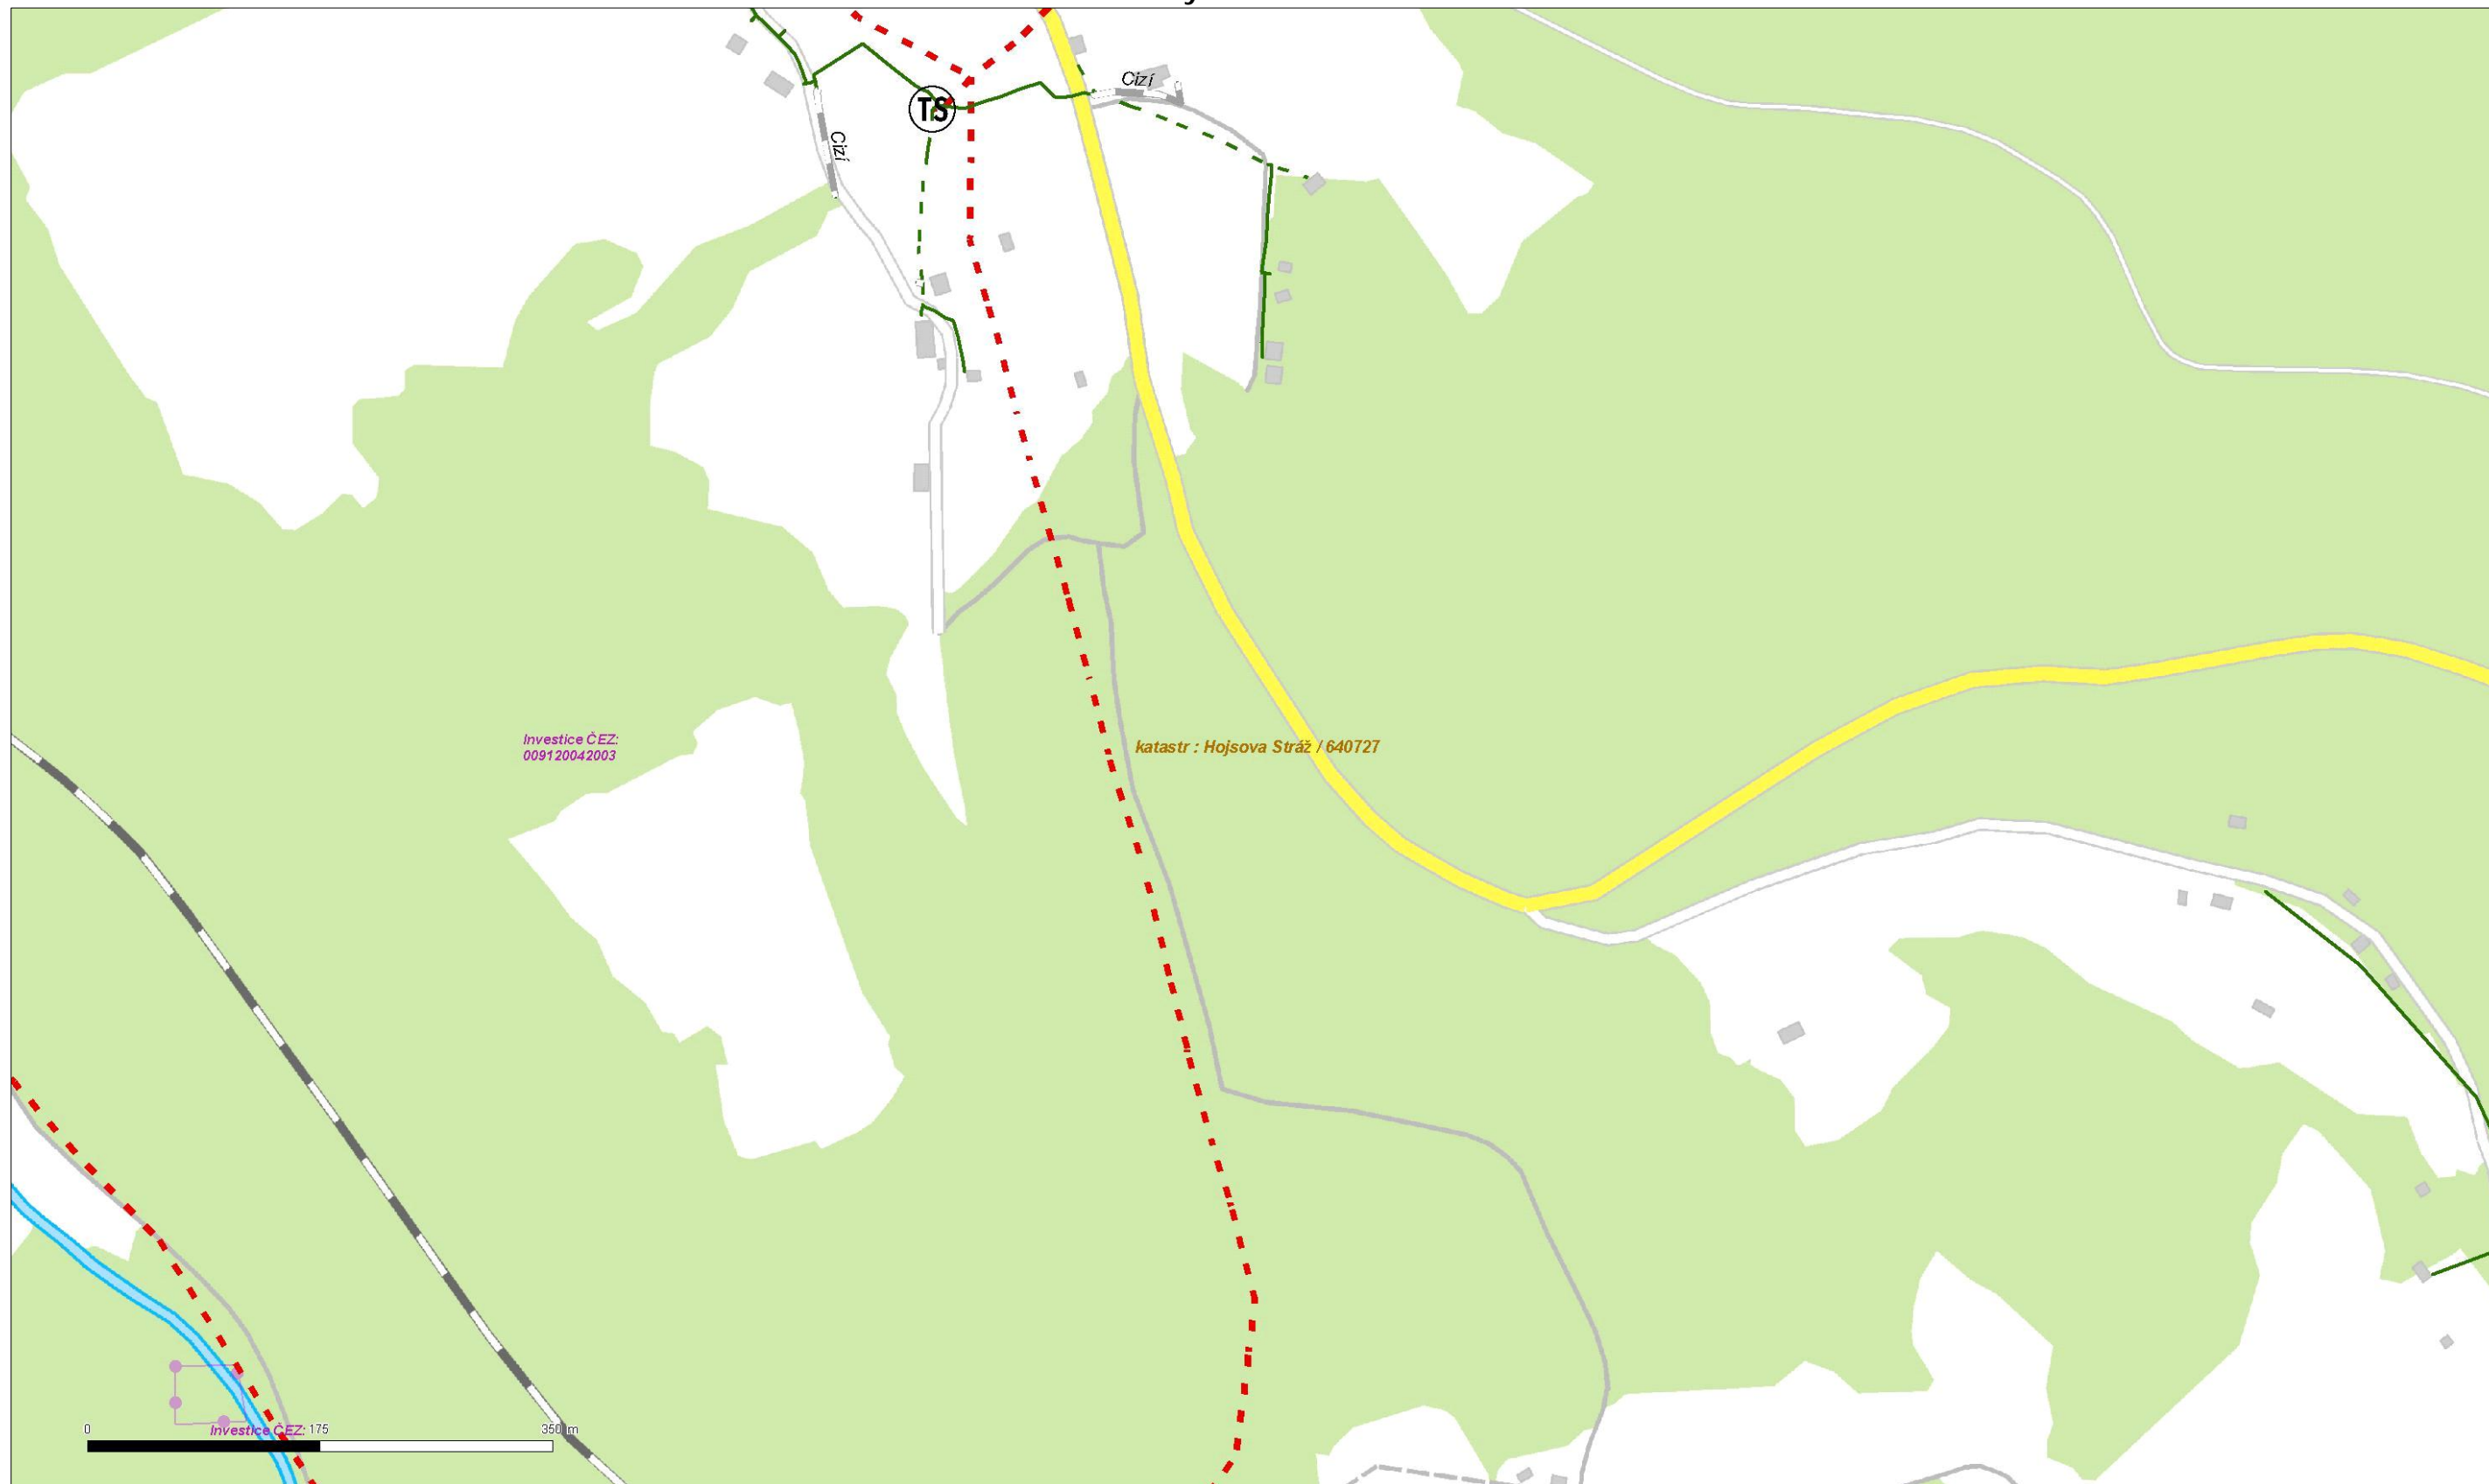 Cizí
TS
Cizí
Investice ČEZ:
009120042003
katastr : Hojsova Stráž / 640727
Investice ČEZ:
0 175 350 m